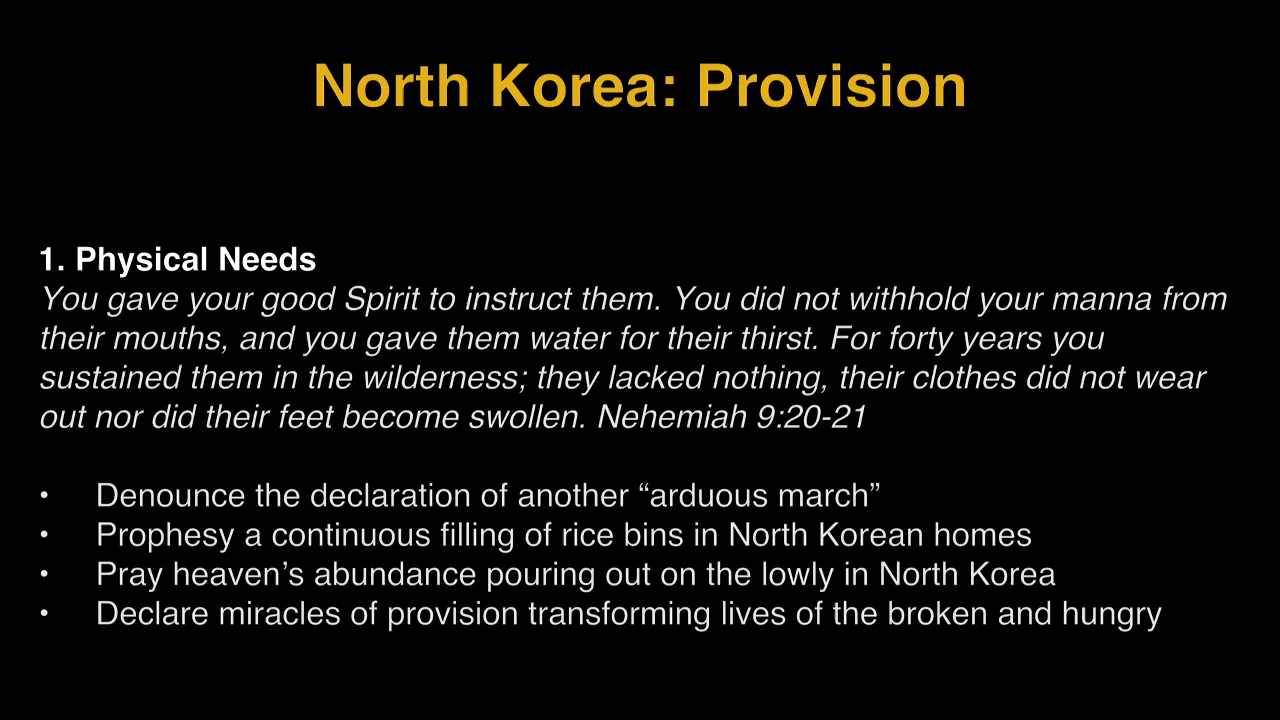 North Korea: Provision
1. Physical Needs
You gave your good Spirit to instruct them. You did not withhold your manna from
their mouths, and you gave them water for their thirst. For forty years you
sustained them in the wilderness; they lacked nothing, their clothes did not wear
out nor did their feet become swollen. Nehemiah 9:20-21
• Denounce the declaration of another “arduous march”
• Prophesy a continuous filling of rice bins in North Korean homes
• Pray heaven’s abundance pouring out on the lowly in North Korea
• Declare miracles of provision transforming lives of the broken and hungry